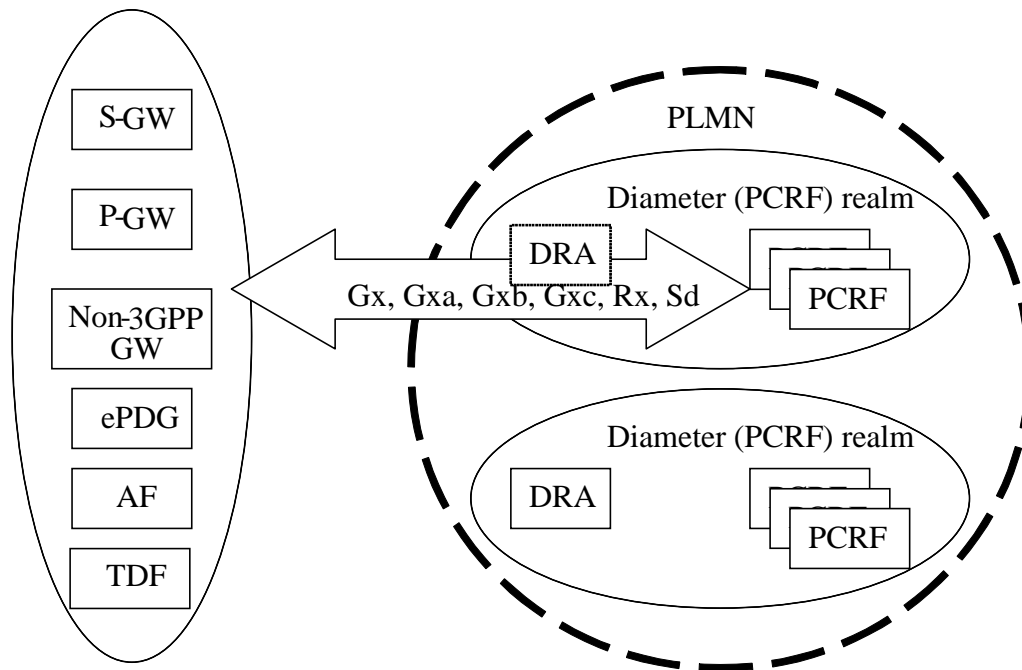 S-GW
P-GW
Non-3GPP
GW
ePDG
AF
TDF
PLMN
Diameter (PCRF) realm
DRA
Gx, Gxa, Gxb, Gxc, Rx, Sd
PCRF
Diameter (PCRF) realm
DRA
PCRF